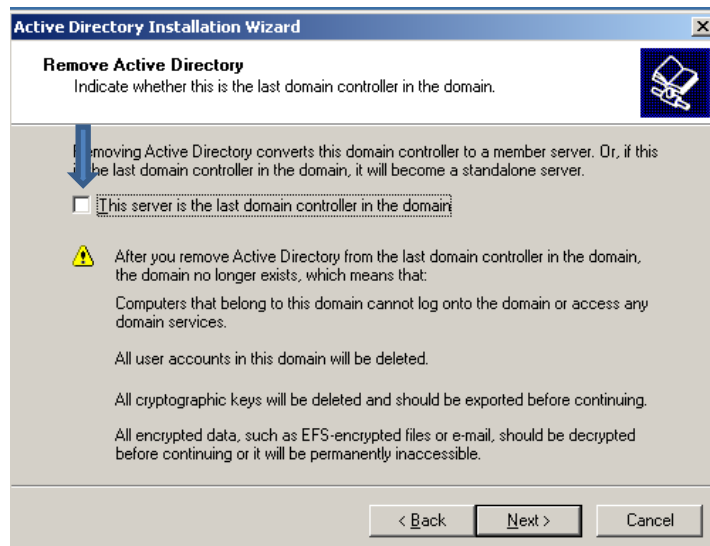 Active Directory Installation Wizard
Remove Active Directory
Indicate whether this is the last domain controller in the domain.
moving Active Directory converts this domain controller to a member server. Or, if this
the last domain controller in the domain, it will become a standalone server.
This server is the last domain controller in the domain
After you remove Active Directory from the last domain controller in the domain,
the domain no longer exists, which means that:
Computers that belong to this domain cannot log onto the domain or access any
domain services.
All user accounts in this domain will be deleted.
All cryptographic keys will be deleted and should be exported before continuing.
All encrypted data, such as EFS-encrypted files or e-mail, should be decrypted
before continuing or it will be permanently inaccessible.
< Back
Next >
Cancel